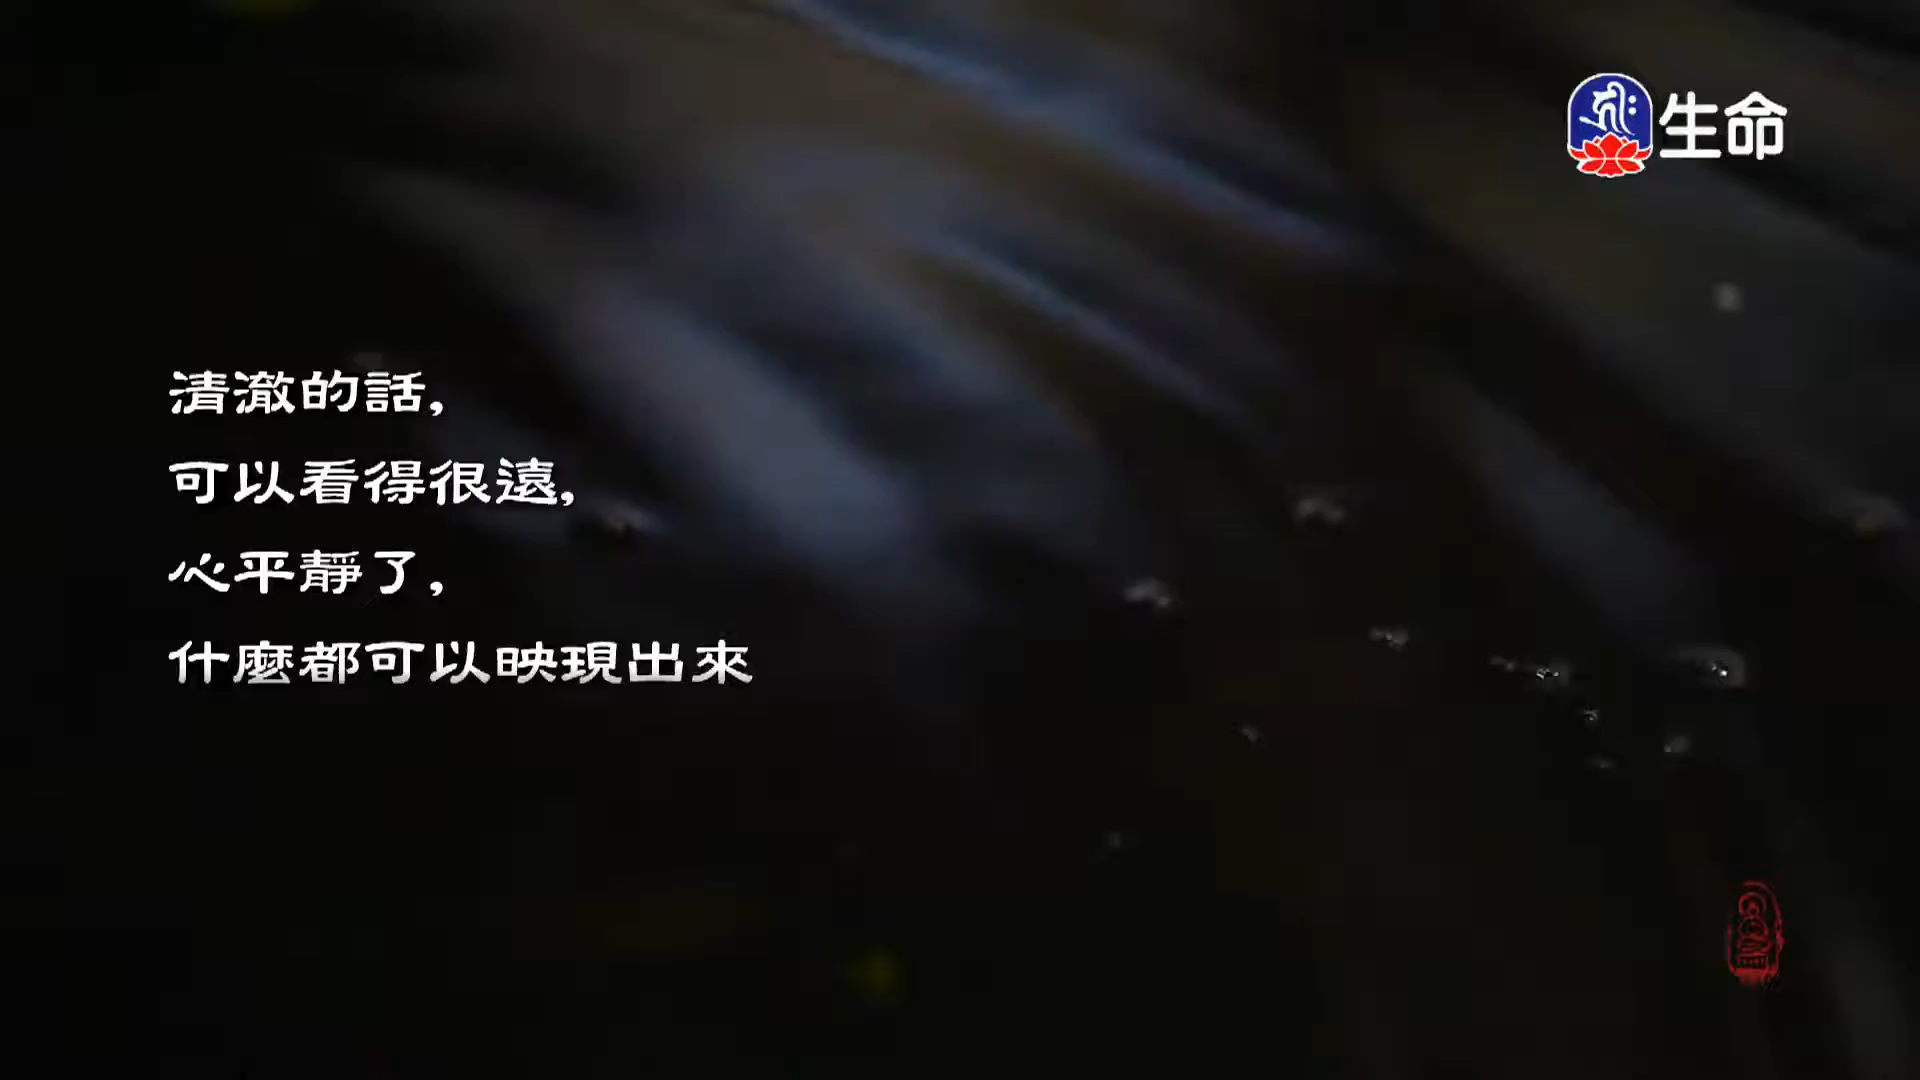 生命
清澈的話,
可以看得很遠,
心平靜了,
什麼都可以映現出來